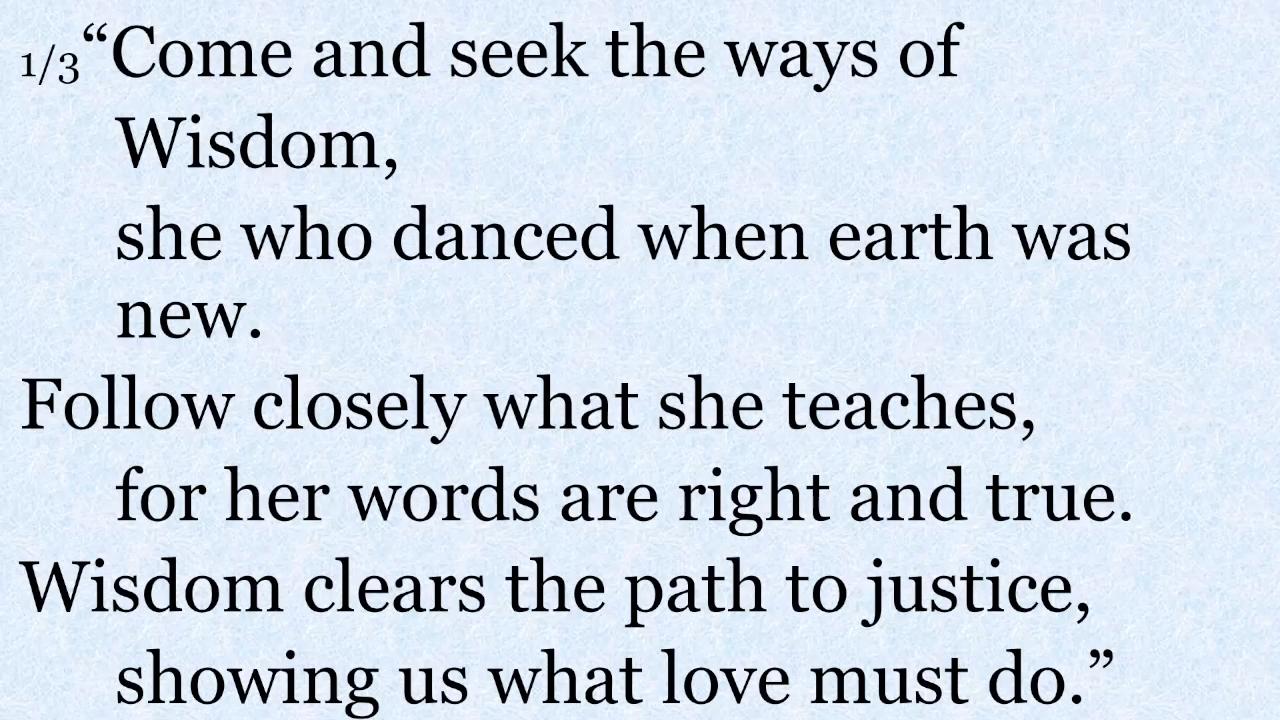 1/3“Come and seek the ways of
Wisdom,
she who danced when earth was
new.
Follow closely what she teaches,
for her words are right and true.
Wisdom clears the path to justice,
showing us what love must do.”